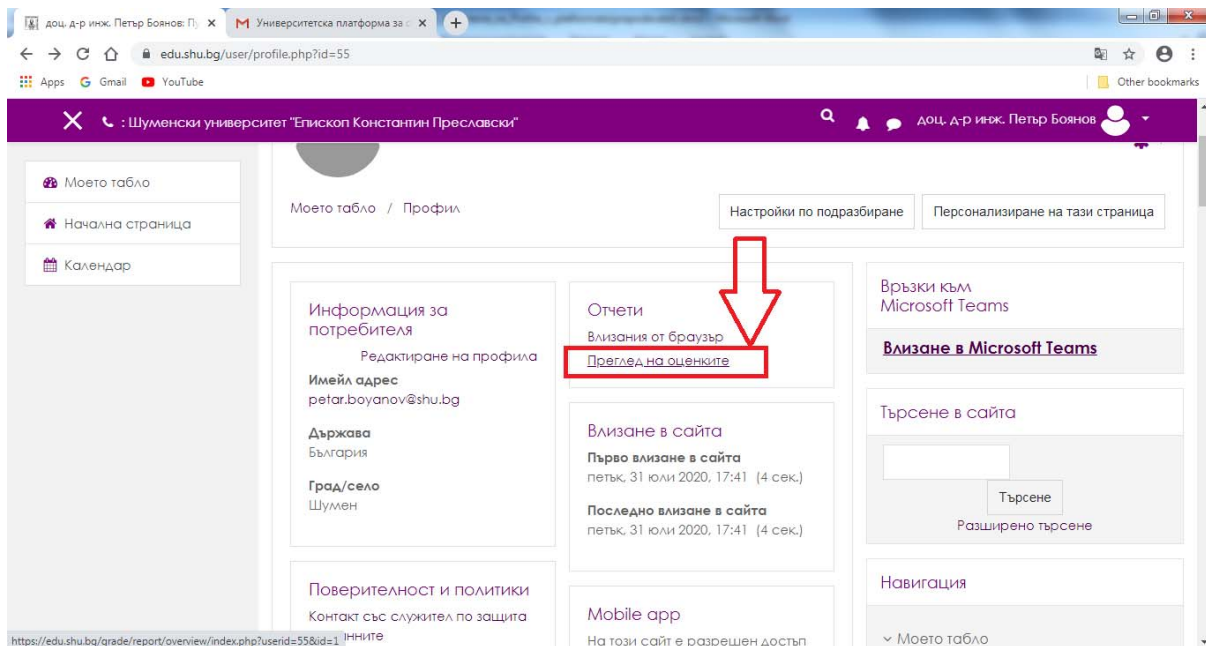 доц. д-р инж. Петър Боянов: Пр
Университетска платформа за с
edu.shu.bg/user/profile.php?id=55
Apps Gmail YouTube Other bookmarks
: Шуменски университет "Епископ Константин Преславски" доц. д-р инж. Петър Боянов
Моето табло
Начална страница
Календар
Моето табло / Профил
Настройки по подразбиране
Персонализиране на тази страница
Информация за
потребителя
Редактиране на профила
Имейл адрес
petar.boyanov@shu.bg
Държава
България
Град/село
Шумен
Поверителност и политики
Контакт със служител по защита
нните
Отчети
Влизания от браузър
Преглед на оценките
Влизане в сайта
Първо влизане в сайта
петък, 31 юли 2020, 17:41 (4 сек.)
Последно влизане в сайта
петък, 31 юли 2020, 17:41 (4 сек.)
Mobile app
На този сайт е разрешен достъп
Връзки към
Microsoft Teams
Влизане в Microsoft Teams
Търсене в сайта
Търсене
Разширено търсене
Навигация
Моето табло
https://edu.shu.bg/grade/report/overview/index.php?userid=55&id=1